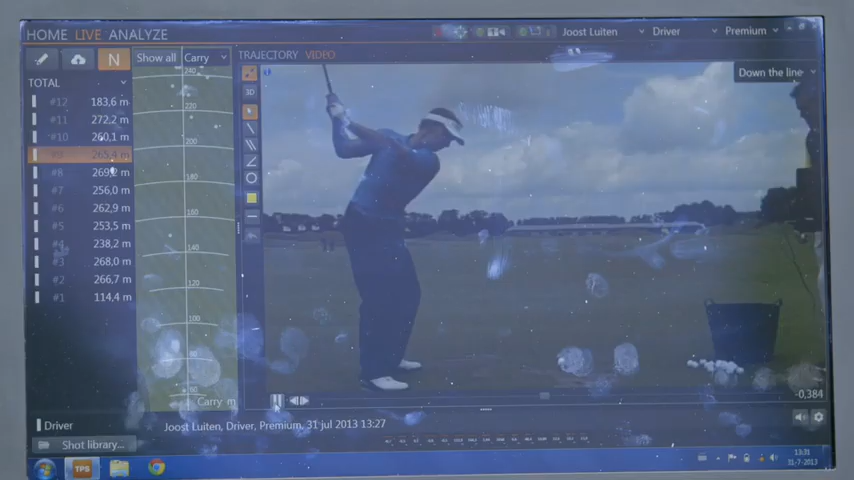 HOME LIVE ANALYZE
Joost Luiten Driver Premium
N Show all Carry
TRAJECTORY VIDEO
Down the line
3D
TOTAL
#12 183,6 m
#11 272,2 m
#10 260,1 m
#9 265,4 m
#8 269,2 m
#7 256,0 m
#6 262,9 m
#5 253,5 m
#4 238,2 m
#3 268,0 m
#2 266,7 m
#1 114,4 m
240
220
200
180
160
140
120
100
Carry m
-0,384
Driver
Joost Luiten, Driver, Premium, 31 jul 2013 13:27
Shot library...
TPS
13:31
31-7-2013